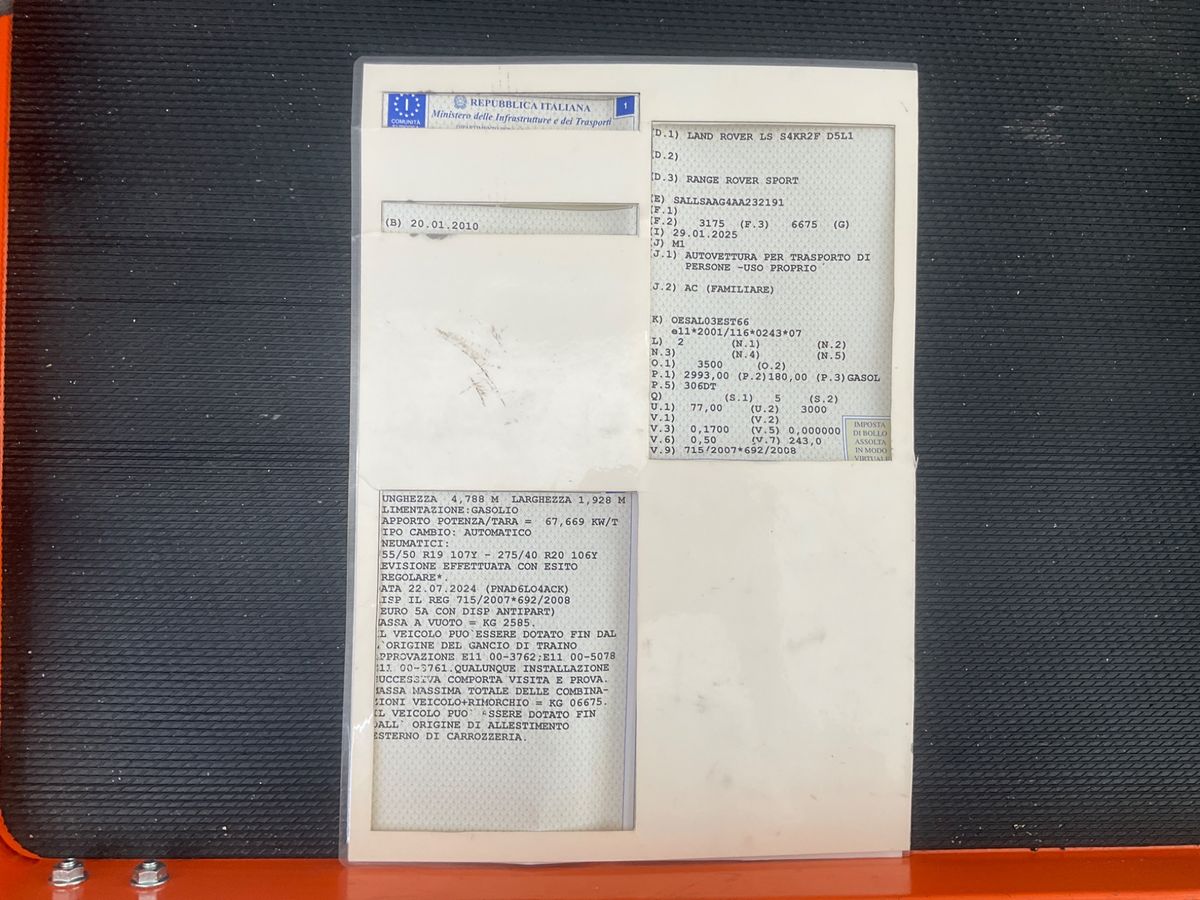 I
COMUNITÀ
REPUBBLICA ITALIANA
1
Ministero delle Infrastrutture e dei Trasporti
(B) 20.01.2010
UNGHEZZA 4,788 M LARGHEZZA 1,928 M
LIMENTAZIONE:GASOLIO
APPORTO POTENZA/TARA = 67,669 KW/T
IPO CAMBIO: AUTOMATICO
NEUMATICI:
55/50 R19 107Y - 275/40 R20 106Y
EVISIONE EFFETTUATA CON ESITO
REGOLARE*.
ATA 22.07.2024 (PNAD6LO4ACK)
ISP IL REG 715/2007*692/2008
EURO 5A CON DISP ANTIPART)
ASSA A VUOTO = KG 2585.
IL VEICOLO PUO`ESSERE DOTATO FIN DAL
L`ORIGINE DEL GANCIO DI TRAINO
PPROVAZIONE E11 00-3762;E11 00-5078
E11 00-3761.QUALUNQUE INSTALLAZIONE
UCCESSIVA COMPORTA VISITA E PROVA.
MASSA MASSIMA TOTALE DELLE COMBINA-
ZIONI VEICOLO+RIMORCHIO = KG 06675.
IL VEICOLO PUO` ESSERE DOTATO FIN
DALL` ORIGINE DI ALLESTIMENTO
ESTERNO DI CARROZZERIA.
(D.1) LAND ROVER LS S4KR2F D5L1
(D.2)
(D.3) RANGE ROVER SPORT
(E) SALLSAAG4AA232191
(F.1)
(F.2) 3175 (F.3) 6675 (G)
(I) 29.01.2025
(J) M1
(J.1) AUTOVETTURA PER TRASPORTO DI
PERSONE -USO PROPRIO
J.2) AC (FAMILIARE)
K) OESAL03EST66
e11*2001/116*0243*07
L) 2 (N.1) (N.2)
N.3) (N.4) (N.5)
O.1) 3500 (O.2)
P.1) 2993,00 (P.2)180,00 (P.3)GASOL
P.5) 306DT
Q) (S.1) 5 (S.2)
U.1) 77,00 (U.2) 3000
V.1) (V.2)
V.3) 0,1700 (V.5) 0,000000
V.6) 0,50 (V.7) 243,0
V.9) 715/2007*692/2008
IMPOSTA
DI BOLLO
ASSOLTA
IN MODO
VIRTUALE